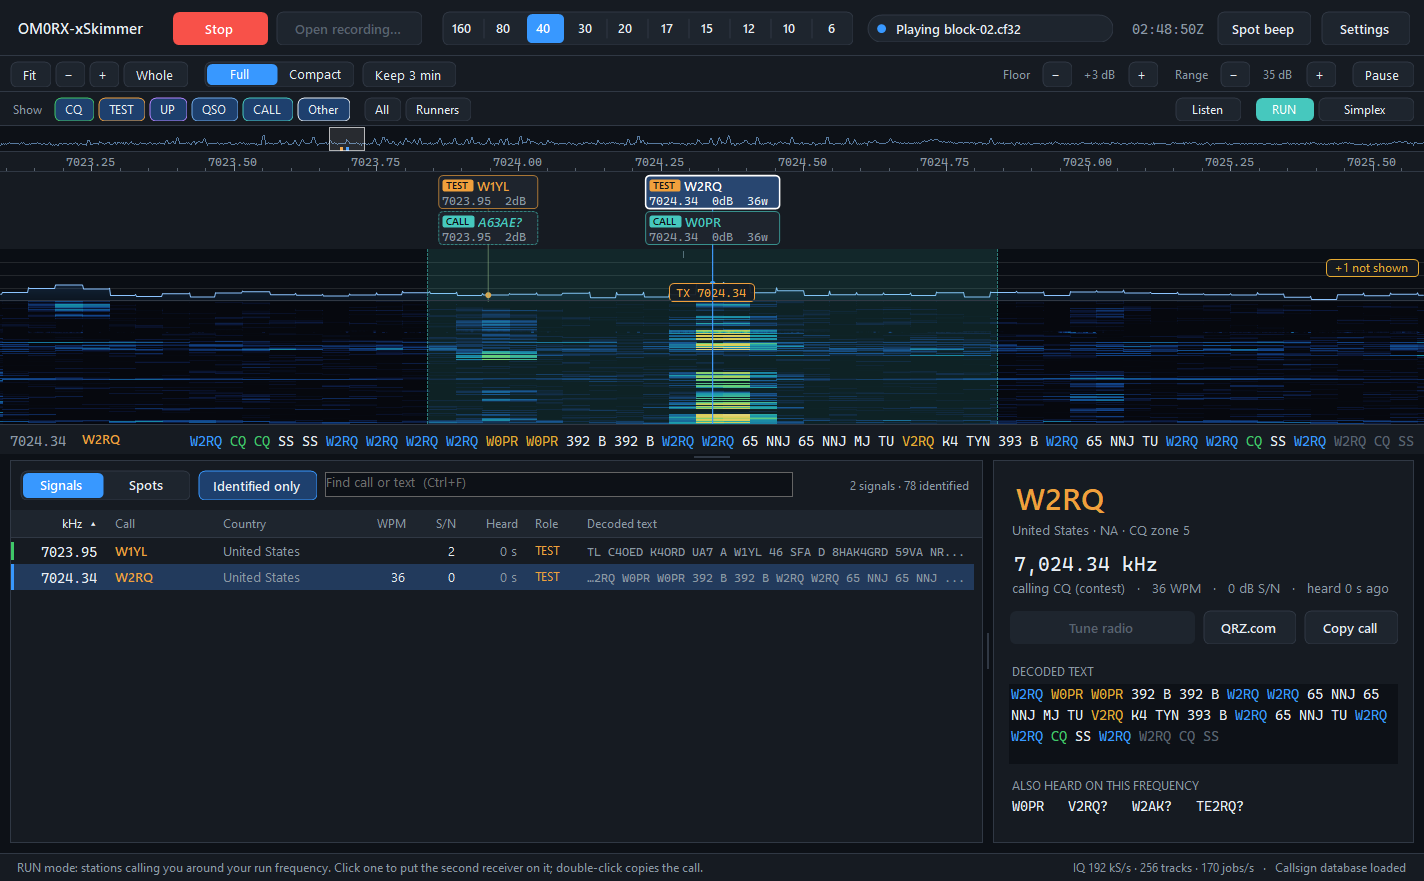 OM0RX-xSkimmer Stop Open recording... 160 80 40 30 20 17 15 12 10 6 Playing block-02.cf32 02:48:50Z Spot beep Settings
Fit − + Whole Full Compact Keep 3 min Floor − +3 dB + Range − 35 dB + Pause
Show CQ TEST UP QSO CALL Other All Runners Listen RUN Simplex
7023.25 7023.50 7023.75 7024.00 7024.25 7024.50 7024.75 7025.00 7025.25 7025.50
TEST W1YL TEST W2RQ
7023.95 2dB 7024.34 0dB 36w
CALL A63AE? CALL W0PR
7023.95 2dB 7024.34 0dB 36w
+1 not shown
TX 7024.34
7024.34 W2RQ W2RQ CQ CQ SS SS W2RQ W2RQ W2RQ W2RQ W0PR W0PR 392 B 392 B W2RQ W2RQ 65 NNJ 65 NNJ MJ TU V2RQ K4 TYN 393 B W2RQ 65 NNJ TU W2RQ W2RQ CQ SS W2RQ W2RQ CQ SS
Signals Spots Identified only Find call or text (Ctrl+F) 2 signals · 78 identified
kHz ▲ Call Country WPM S/N Heard Role Decoded text
7023.95 W1YL United States 2 0 s TEST TL C4OED K4ORD UA7 A W1YL 46 SFA D 8HAK4GRD 59VA NR...
7024.34 W2RQ United States 36 0 0 s TEST …2RQ W0PR W0PR 392 B 392 B W2RQ W2RQ 65 NNJ 65 NNJ ...
W2RQ
United States · NA · CQ zone 5
7,024.34 kHz
calling CQ (contest) · 36 WPM · 0 dB S/N · heard 0 s ago
Tune radio QRZ.com Copy call
DECODED TEXT
W2RQ W0PR W0PR 392 B 392 B W2RQ W2RQ 65 NNJ 65
NNJ MJ TU V2RQ K4 TYN 393 B W2RQ 65 NNJ TU W2RQ
W2RQ CQ SS W2RQ W2RQ CQ SS
ALSO HEARD ON THIS FREQUENCY
W0PR V2RQ? W2AK? TE2RQ?
RUN mode: stations calling you around your run frequency. Click one to put the second receiver on it; double-click copies the call. IQ 192 kS/s · 256 tracks · 170 jobs/s · Callsign database loaded